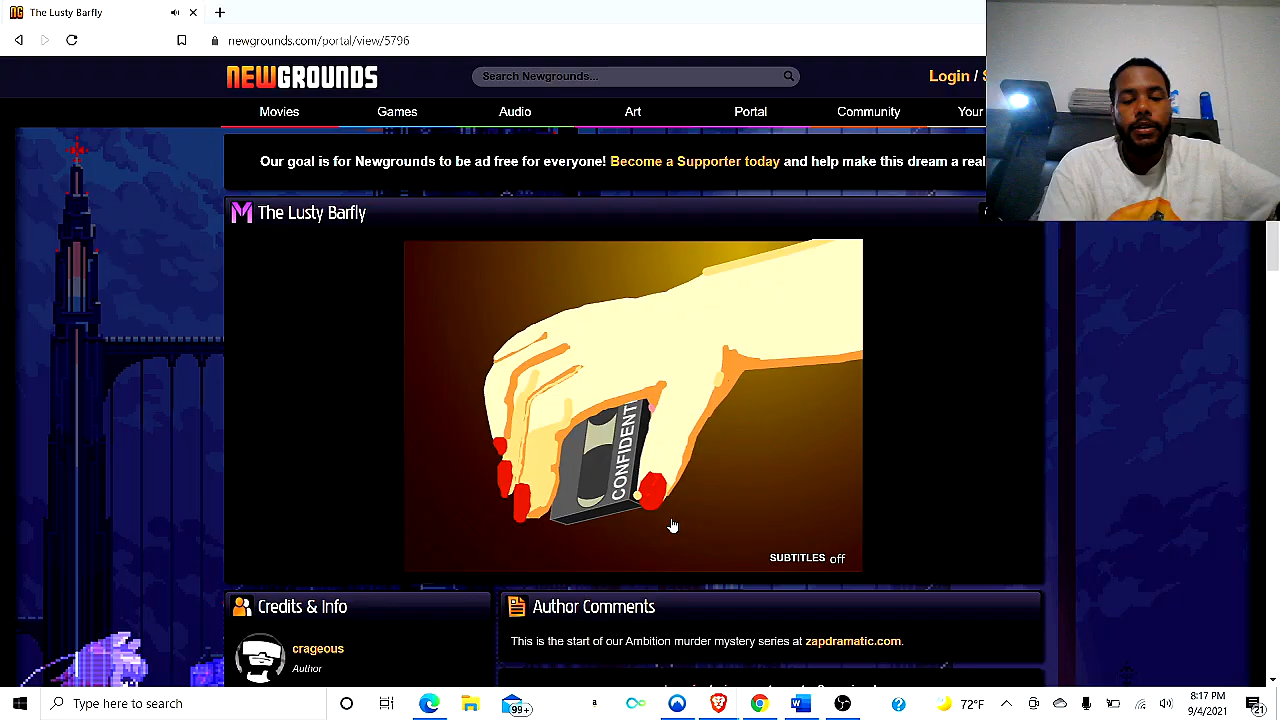 The Lusty Barfly
newgrounds.com/portal/view/5796
NEWGROUNDS
Search Newgrounds...
Login /
Movies Games Audio Art Portal Community Your
Our goal is for Newgrounds to be ad free for everyone! Become a Supporter today and help make this dream a real
The Lusty Barfly
CONFIDENTI
SUBTITLES off
Credits & Info
Author Comments
crageous
Author
This is the start of our Ambition murder mystery series at zapdramatic.com.
Type here to search
99+
72°F
8:17 PM
9/4/2021
21